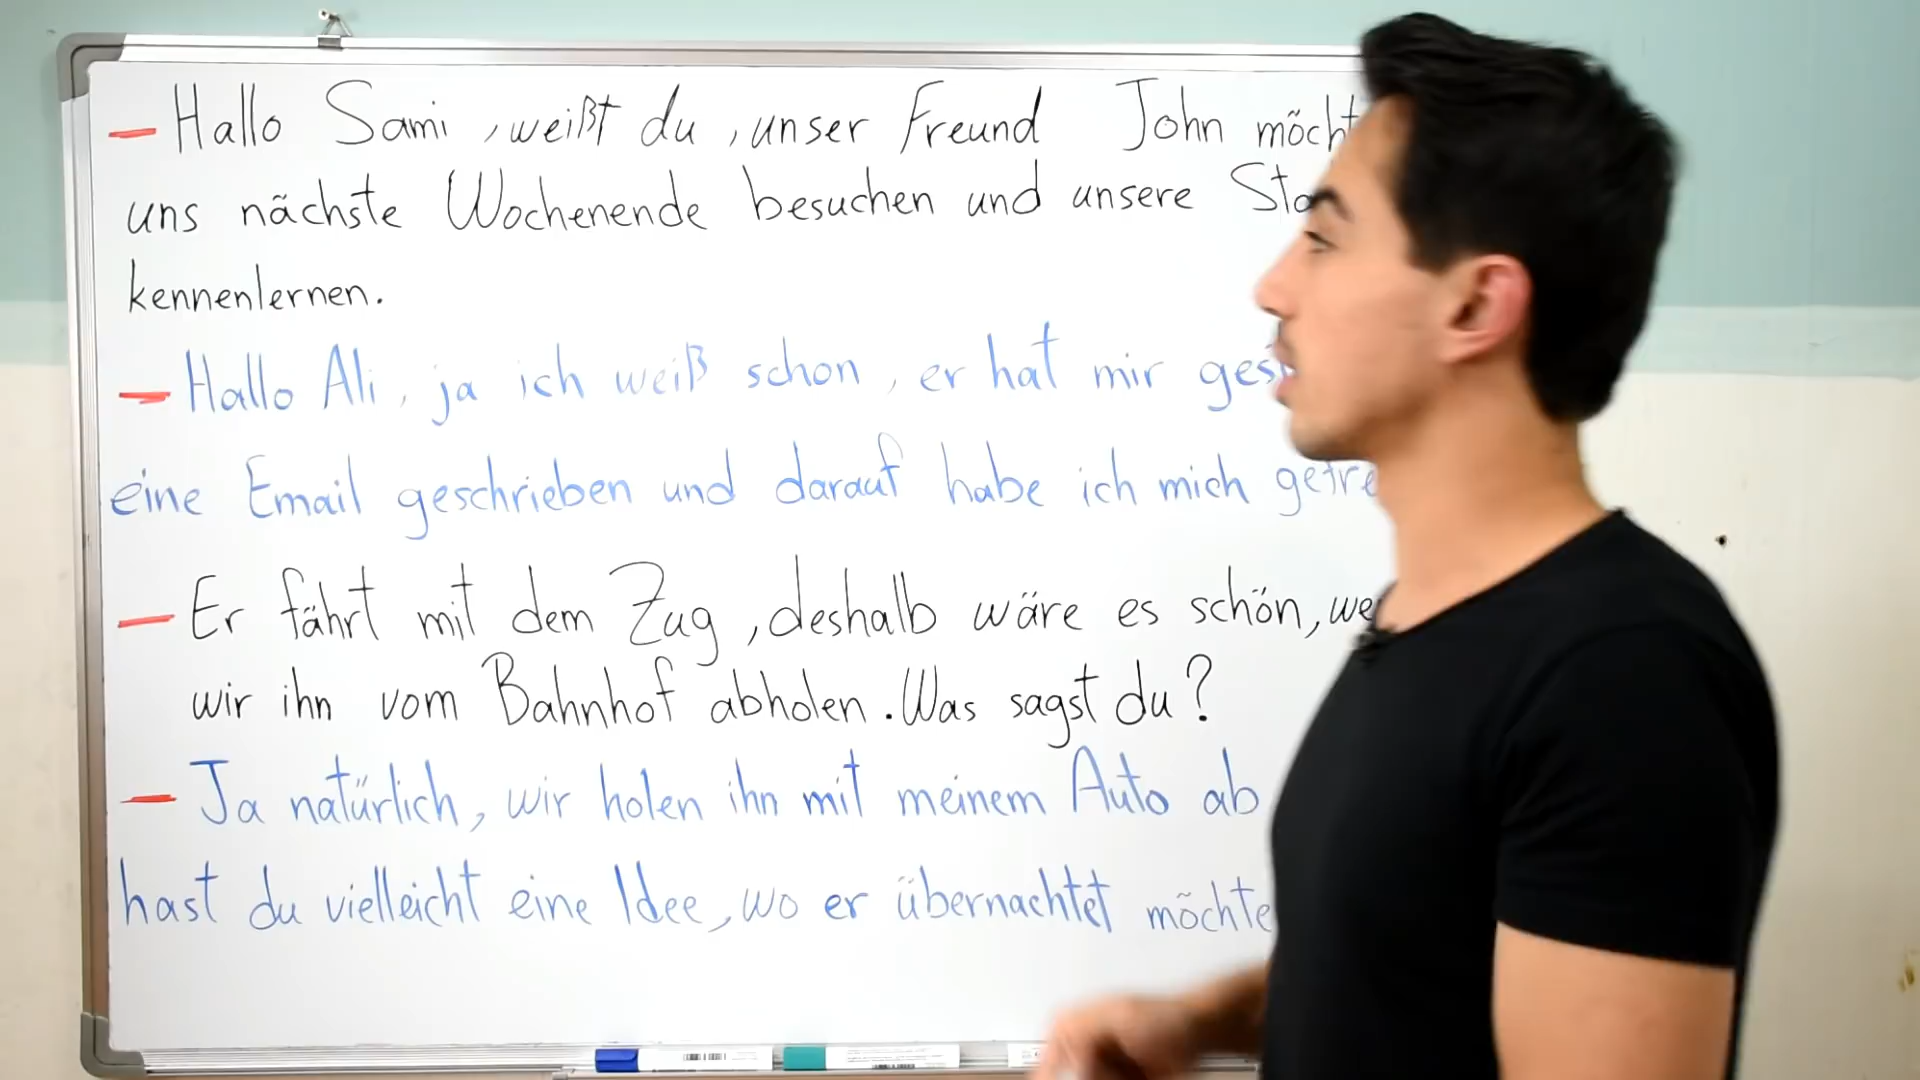 – Hallo Sami, weißt du, unser Freund John möcht
uns nächste Wochenende besuchen und unsere
kennenlernen.
– Hallo Ali, ja ich weiß schon, er hat mir
eine Email geschrieben und darauf habe ich mich
– Er fährt mit dem Zug, deshalb wäre es schön,
wir ihn vom Bahnhof abholen. Was sagst du?
– Ja natürlich, wir holen ihn mit meinem Auto ab
hast du vielleicht eine Idee, wo er übernachtet möchte